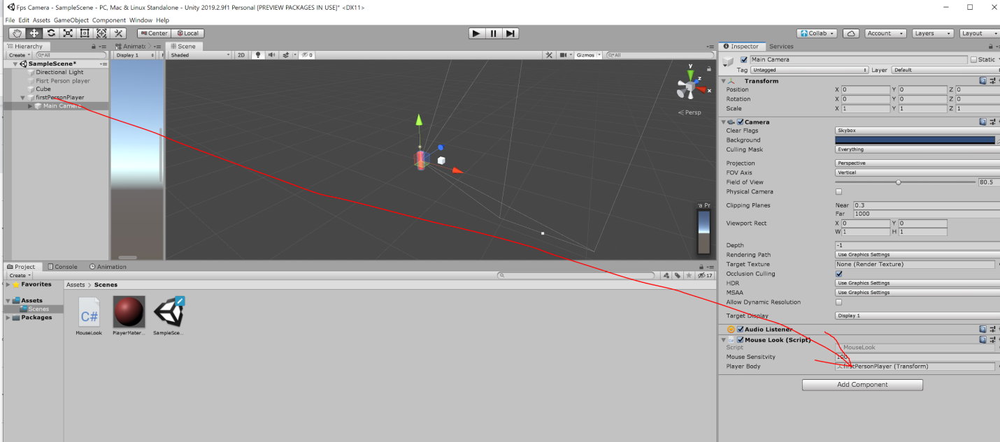 Fps Camera - SampleScene - PC, Mac & Linux Standalone - Unity 2019.2.9f1 Personal [PREVIEW PACKAGES IN USE]* <DX11>
File Edit Assets GameObject Component Window Help
Center Local Collab Account Layers Layout
Hierarchy
Create All
SampleScene*
Directional Light
Fisrt Person player
Cube
firstPersonPlayer
Main Camera
Animat
Display 1
Scene
Shaded 2D 0 Gizmos All
y
z
x
Persp
a Pr
Inspector Services
Main Camera Static
Tag Untagged Layer Default
Transform
Position X 0 Y 0 Z 0
Rotation X 0 Y 0 Z 0
Scale X 1 Y 1 Z 1
Camera
Clear Flags Skybox
Background
Culling Mask Everything
Projection Perspective
FOV Axis Vertical
Field of View 80.5
Physical Camera
Clipping Planes Near 0.3
Far 1000
Viewport Rect X 0 Y 0
W 1 H 1
Depth -1
Rendering Path Use Graphics Settings
Target Texture None (Render Texture)
Occlusion Culling
HDR Use Graphics Settings
MSAA Use Graphics Settings
Allow Dynamic Resolution
Target Display Display 1
Audio Listener
Mouse Look (Script)
Script MouseLook
Mouse Sensitvity 100
Player Body firstPersonPlayer (Transform)
Add Component
Project Console Animation
Create 17
Favorites
Assets
Scenes
Packages
Assets > Scenes
C#
MouseLook PlayerMater... SampleSce...